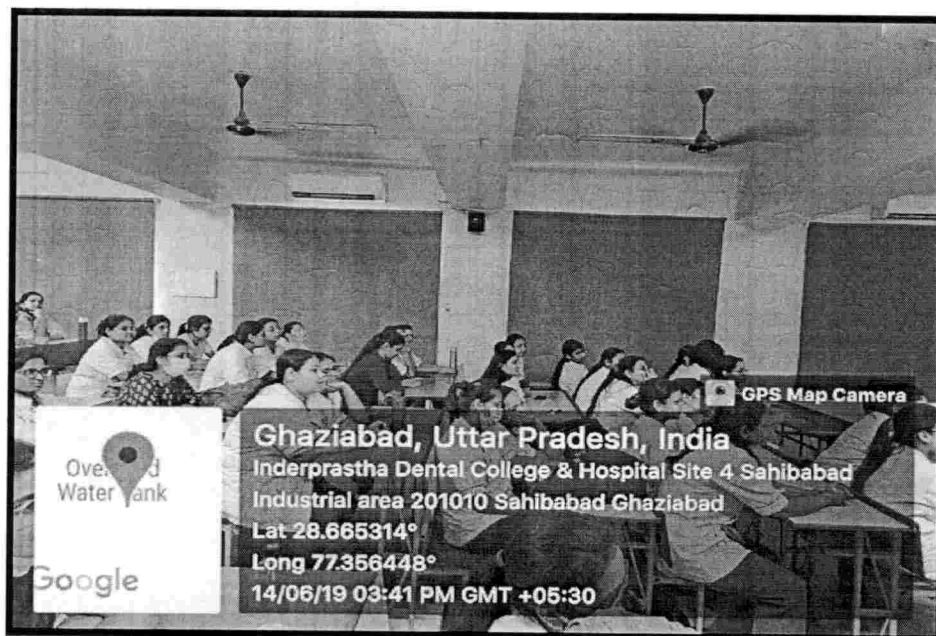 GPS Map Camera
Ghaziabad, Uttar Pradesh, India
Inderprastha Dental College & Hospital Site 4 Sahibabad
Industrial area 201010 Sahibabad Ghaziabad
Lat 28.665314°
Long 77.356448°
14/06/19 03:41 PM GMT +05:30
Water
Google